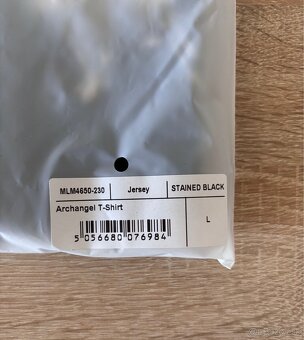 MLM4650-230 Jersey STAINED BLACK
Archangel T-Shirt
L
5 056680 076984